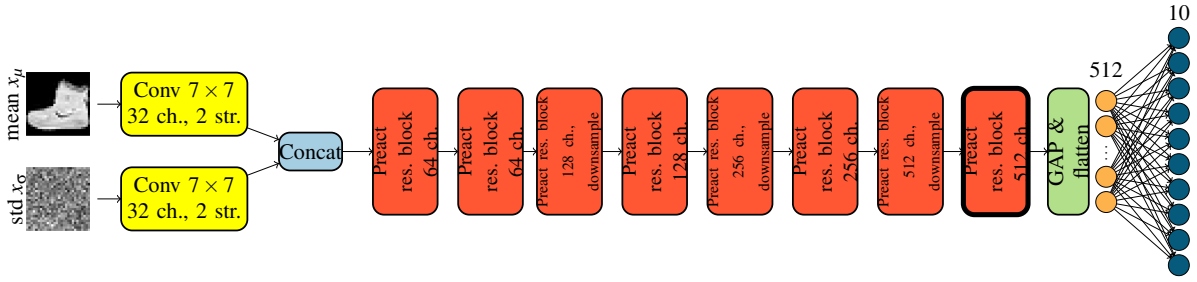 mean x_μ
Conv 7 × 7
32 ch., 2 str.
std x_σ
Conv 7 × 7
32 ch., 2 str.
Concat
Preact
res. block
64 ch.
Preact
res. block
64 ch.
Preact res. block
128 ch.,
downsample
Preact
res. block
128 ch.
Preact res. block
256 ch.,
downsample
Preact
res. block
256 ch.
Preact res. block
512 ch.,
downsample
Preact
res. block
512 ch.
GAP &
flatten
512
...
10